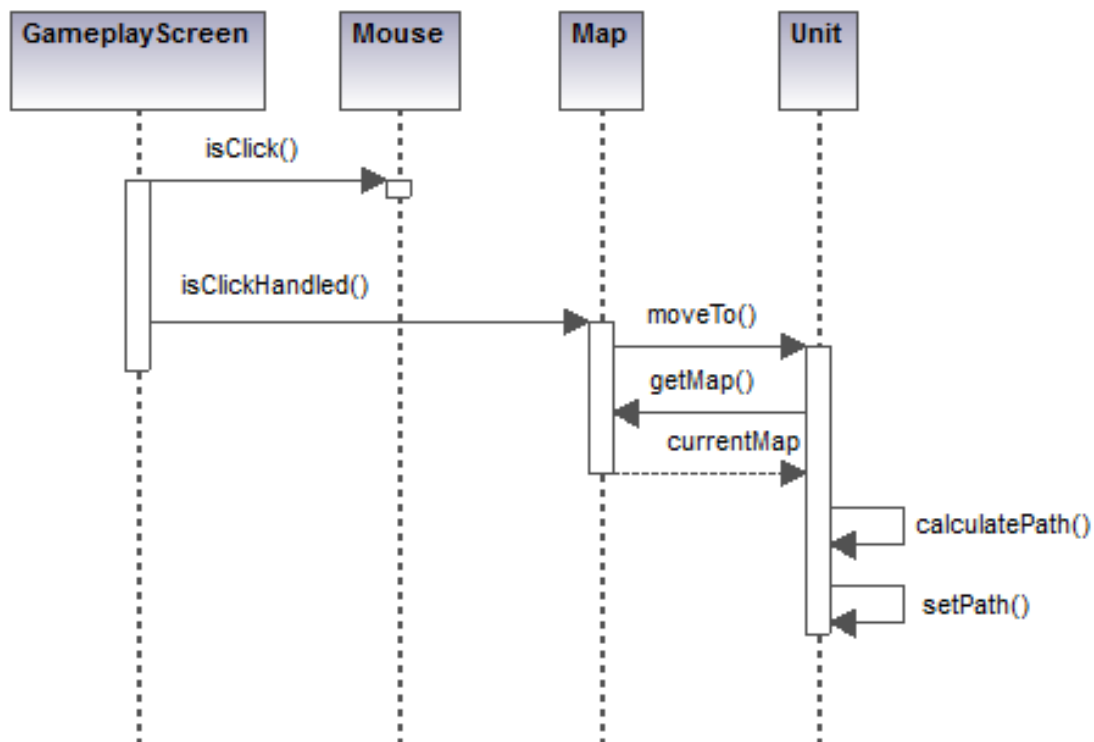 GameplayScreen
Mouse
Map
Unit
isClick()
isClickHandled()
moveTo()
getMap()
currentMap
calculatePath()
setPath()